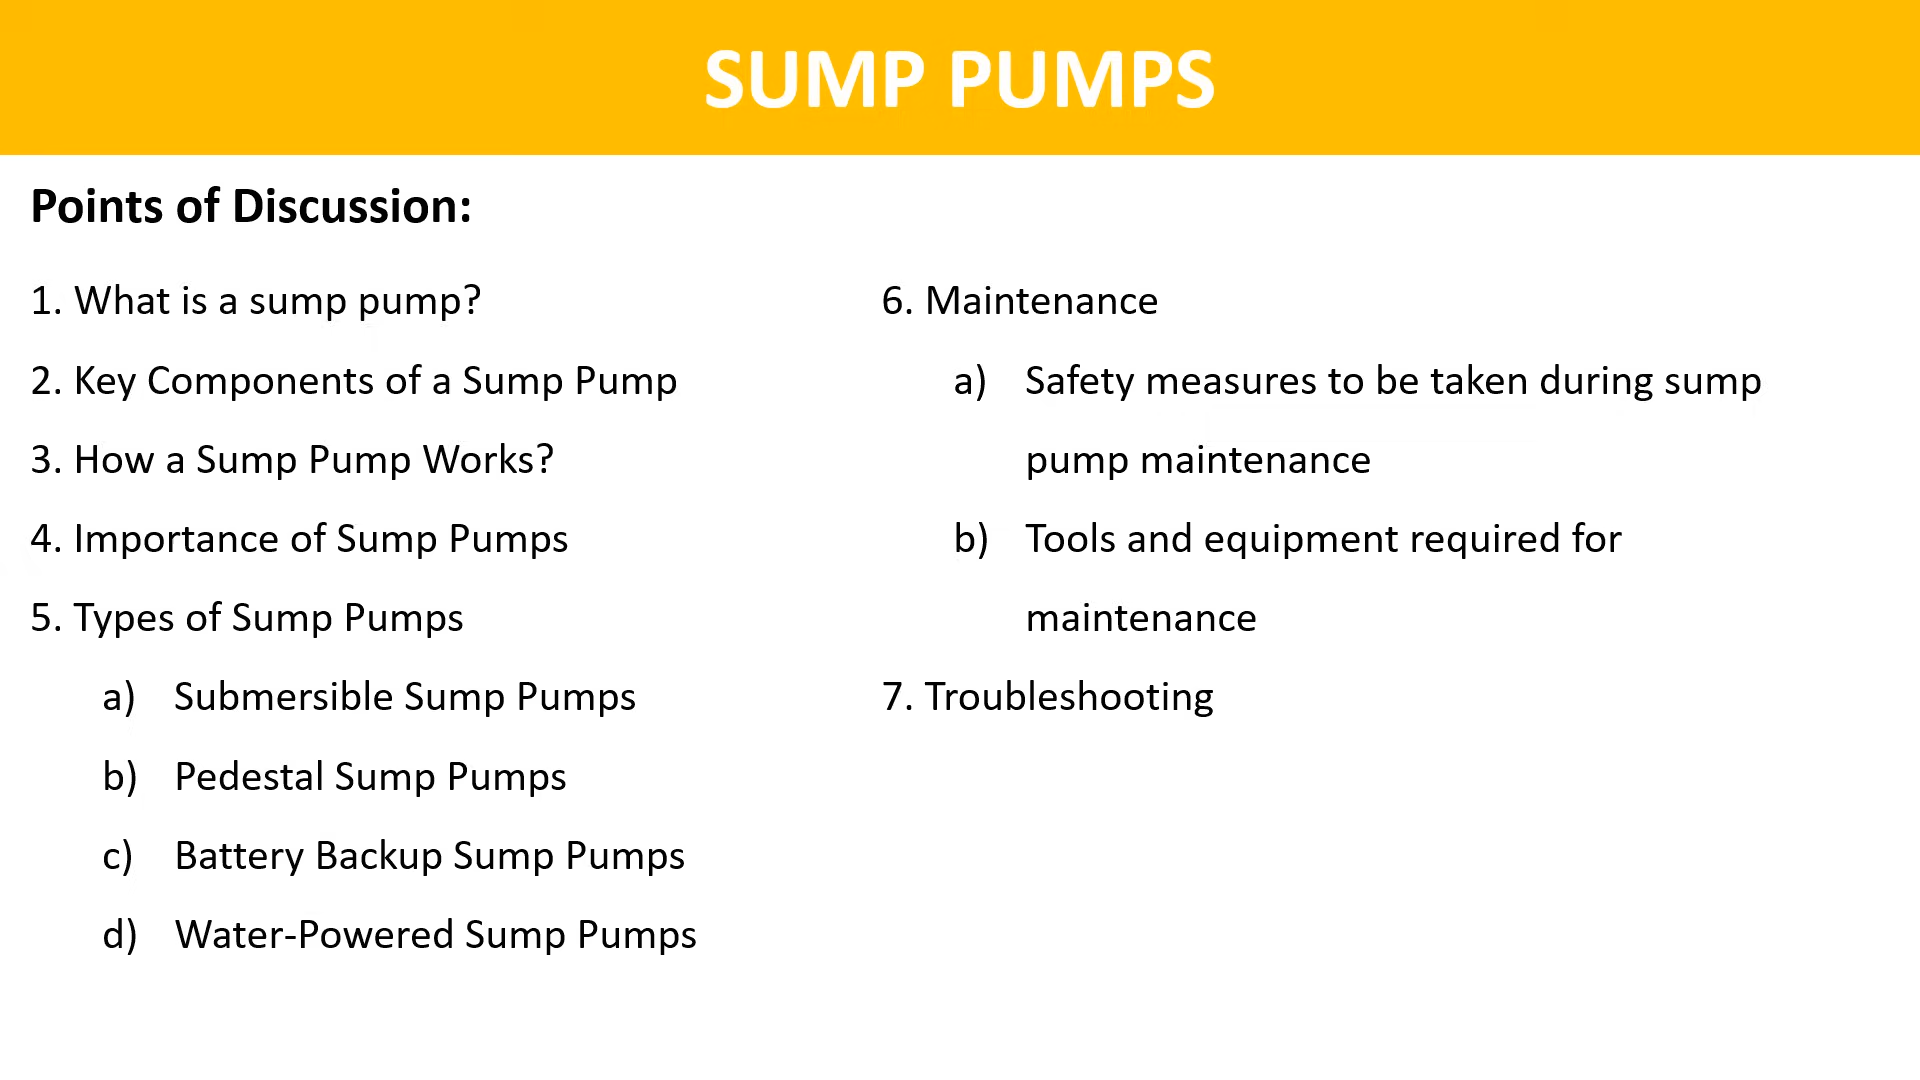 SUMP PUMPS
Points of Discussion:
1. What is a sump pump?
2. Key Components of a Sump Pump
3. How a Sump Pump Works?
4. Importance of Sump Pumps
5. Types of Sump Pumps
a) Submersible Sump Pumps
b) Pedestal Sump Pumps
c) Battery Backup Sump Pumps
d) Water-Powered Sump Pumps
6. Maintenance
a) Safety measures to be taken during sump
pump maintenance
b) Tools and equipment required for
maintenance
7. Troubleshooting